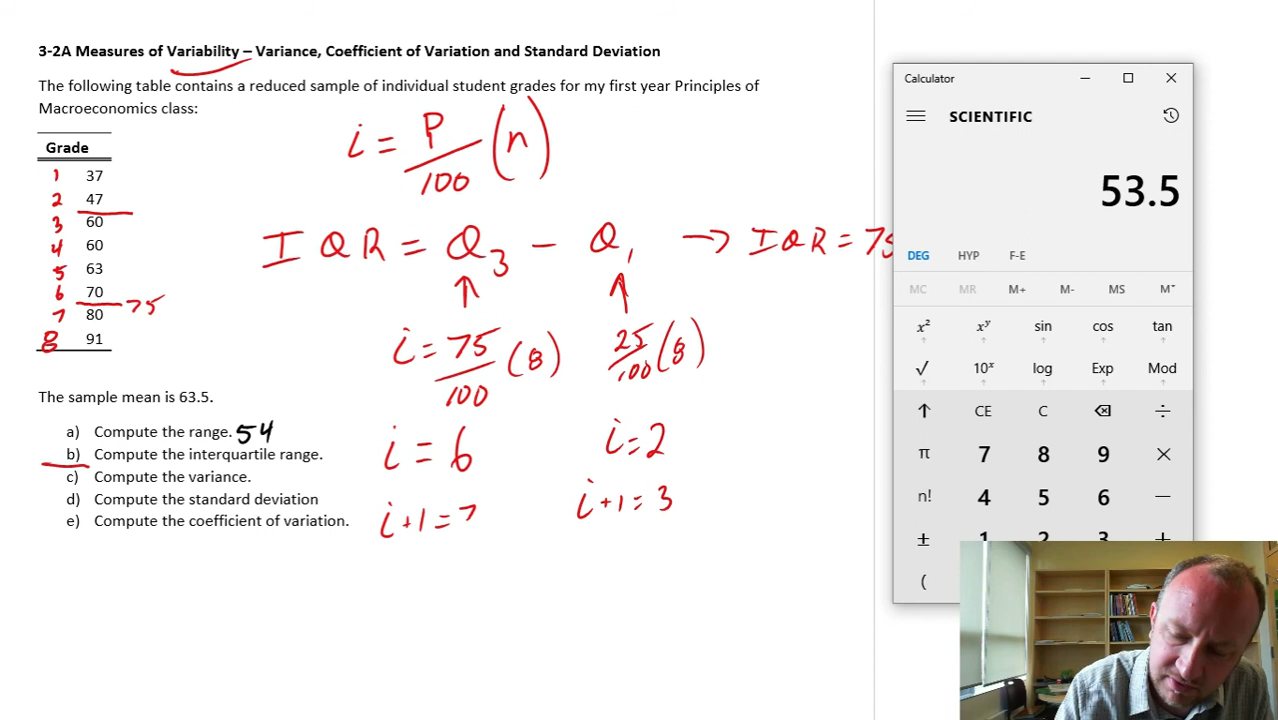 3-2A Measures of Variability – Variance, Coefficient of Variation and Standard Deviation
The following table contains a reduced sample of individual student grades for my first year Principles of
Macroeconomics class:
Grade
1 37
2 47
3 60
4 60
5 63
6 70
75
7 80
8 91
i = P/100 (n)
IQR = Q3 − Q1 → IQR = 75
i = 75/100 (8)
25/100 (8)
i = 6
i = 2
i+1 = 7
i+1 = 3
The sample mean is 63.5.
a) Compute the range. 54
b) Compute the interquartile range.
c) Compute the variance.
d) Compute the standard deviation
e) Compute the coefficient of variation.
Calculator
SCIENTIFIC
53.5
DEG HYP F-E
MC MR M+ M- MS M˅
x² xʸ sin cos tan
√ 10ˣ log Exp Mod
↑ CE C ÷
π 7 8 9 ×
n! 4 5 6 −
± 1 2 3 +
(